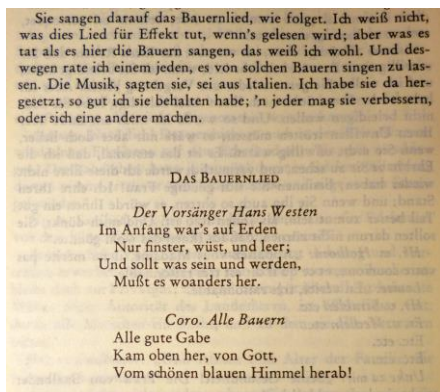 Sie sangen darauf das Bauernlied, wie folget. Ich weiß nicht,
was dies Lied für Effekt tut, wenn's gelesen wird; aber was es
tat als es hier die Bauern sangen, das weiß ich wohl. Und des-
wegen rate ich einem jeden, es von solchen Bauern singen zu las-
sen. Die Musik, sagten sie, sei aus Italien. Ich habe sie da her-
gesetzt, so gut ich sie behalten habe; 'n jeder mag sie verbessern,
oder sich eine andere machen.
DAS BAUERNLIED
Der Vorsänger Hans Westen
Im Anfang war's auf Erden
Nur finster, wüst, und leer;
Und sollt was sein und werden,
Mußt es woanders her.
Coro. Alle Bauern
Alle gute Gabe
Kam oben her, von Gott,
Vom schönen blauen Himmel herab!